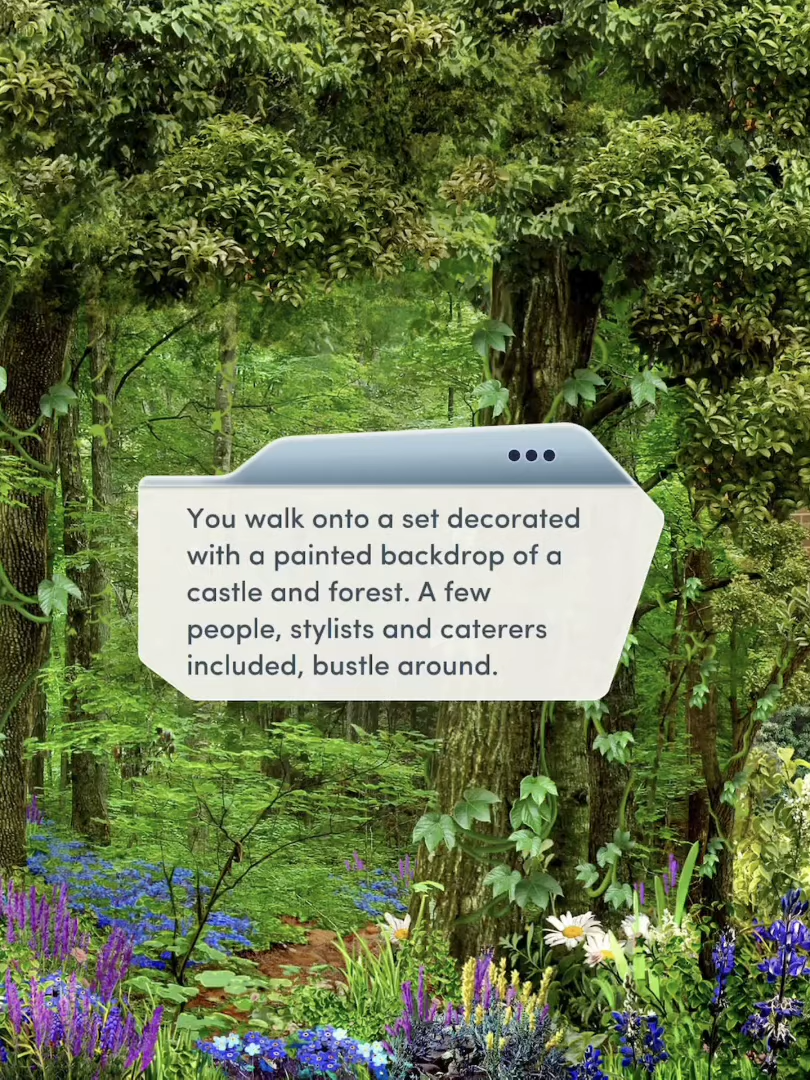 You walk onto a set decorated
with a painted backdrop of a
castle and forest. A few
people, stylists and caterers
included, bustle around.